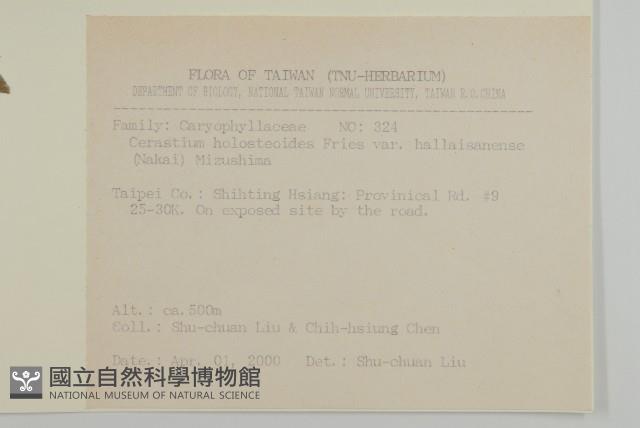 FLORA OF TAIWAN (TNU-HERBARIUM)
DEPARTMENT OF BIOLOGY, NATIONAL TAIWAN NORMAL UNIVERSITY, TAIWAN R.O.CHINA
Family: Caryophyllaceae NO: 324
Cerastium holosteoides Fries var. hallaisanense
(Nakai) Mizushima
Taipei Co.: Shihting Hsiang: Provinical Rd. #9
25-30K. On exposed site by the road.
Alt.: ca.500m
Coll.: Shu-chuan Liu & Chih-hsiung Chen
Date.: Apr. 01, 2000 Det.: Shu-chuan Liu
國立自然科學博物館
NATIONAL MUSEUM OF NATURAL SCIENCE